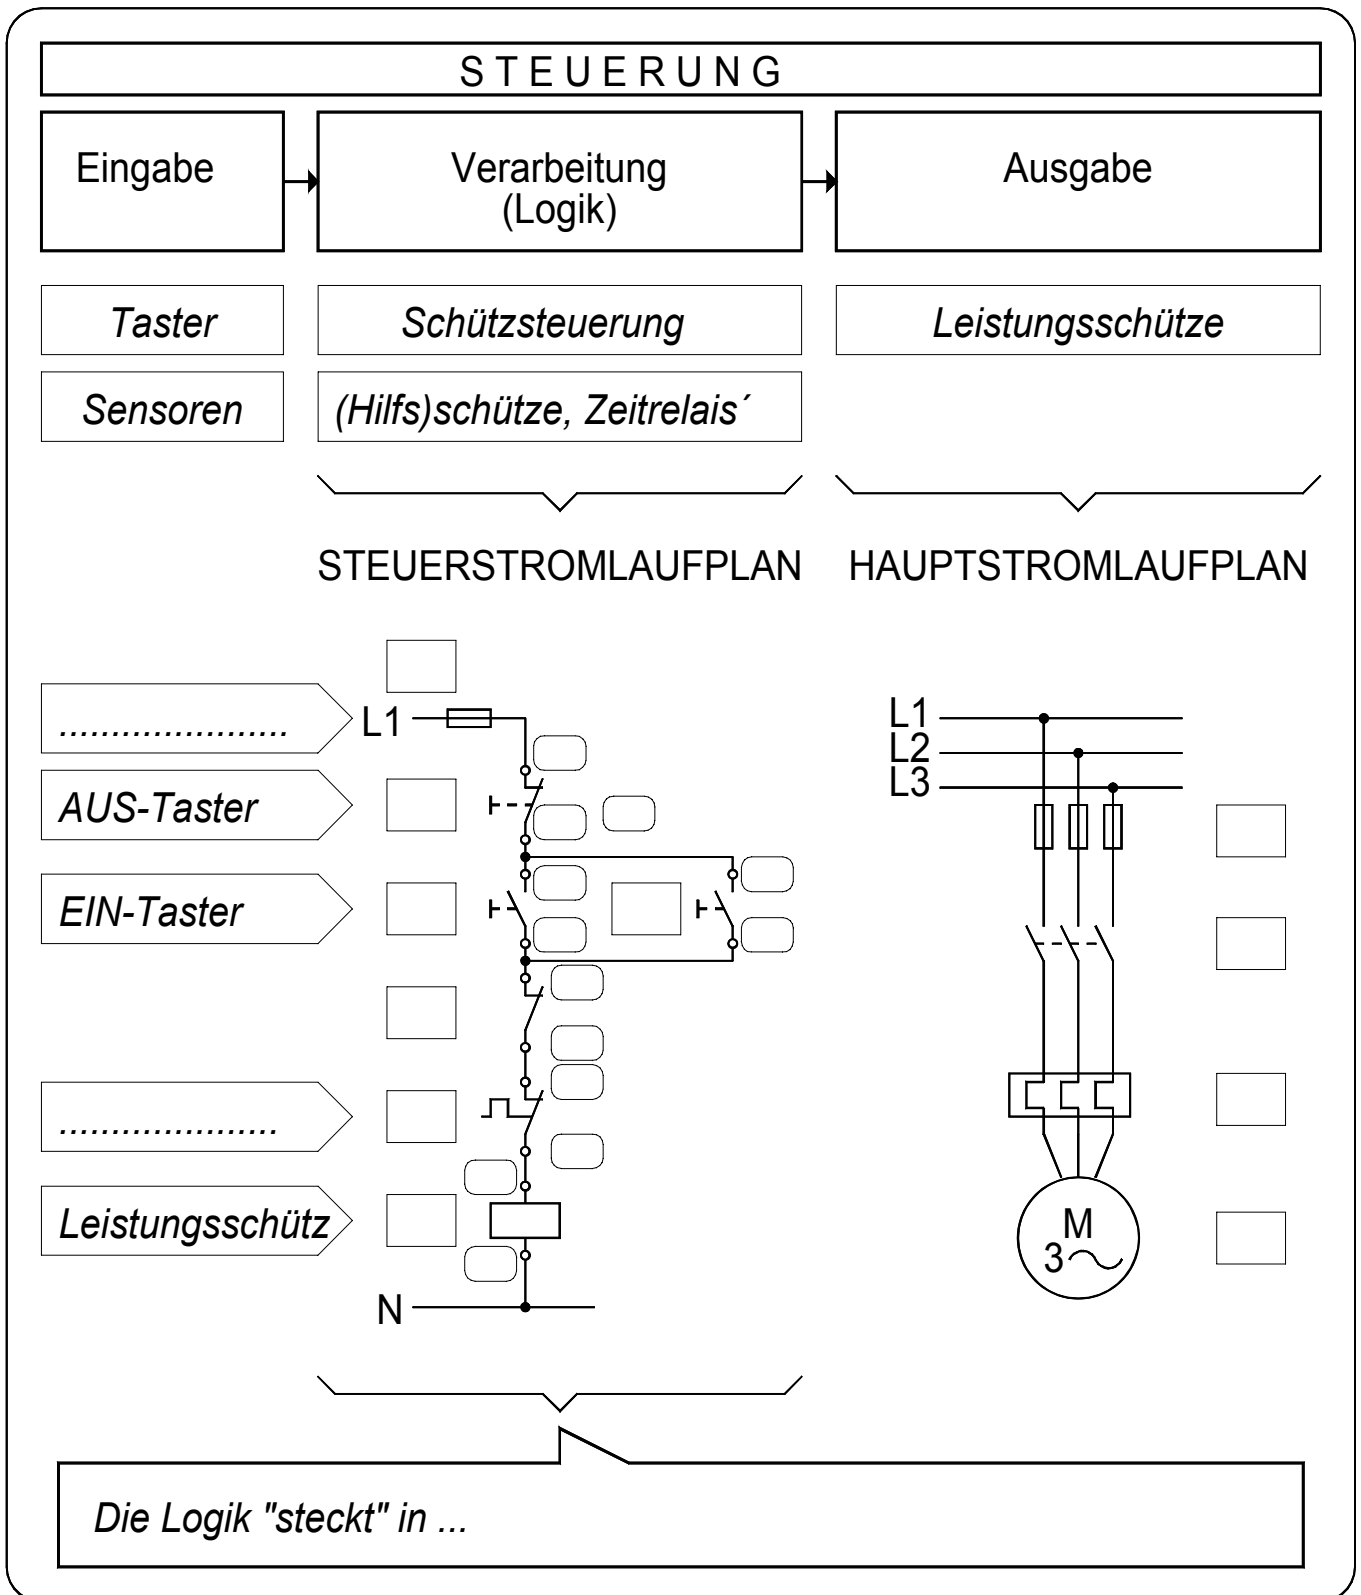 STEUERUNG
Eingabe
Verarbeitung
(Logik)
Ausgabe
Taster
Schützsteuerung
Leistungsschütze
Sensoren
(Hilfs)schütze, Zeitrelais´
STEUERSTROMLAUFPLAN
HAUPTSTROMLAUFPLAN
......................
L1
AUS-Taster
EIN-Taster
.....................
Leistungsschütz
N
L1
L2
L3
M
3
Die Logik "steckt" in ...